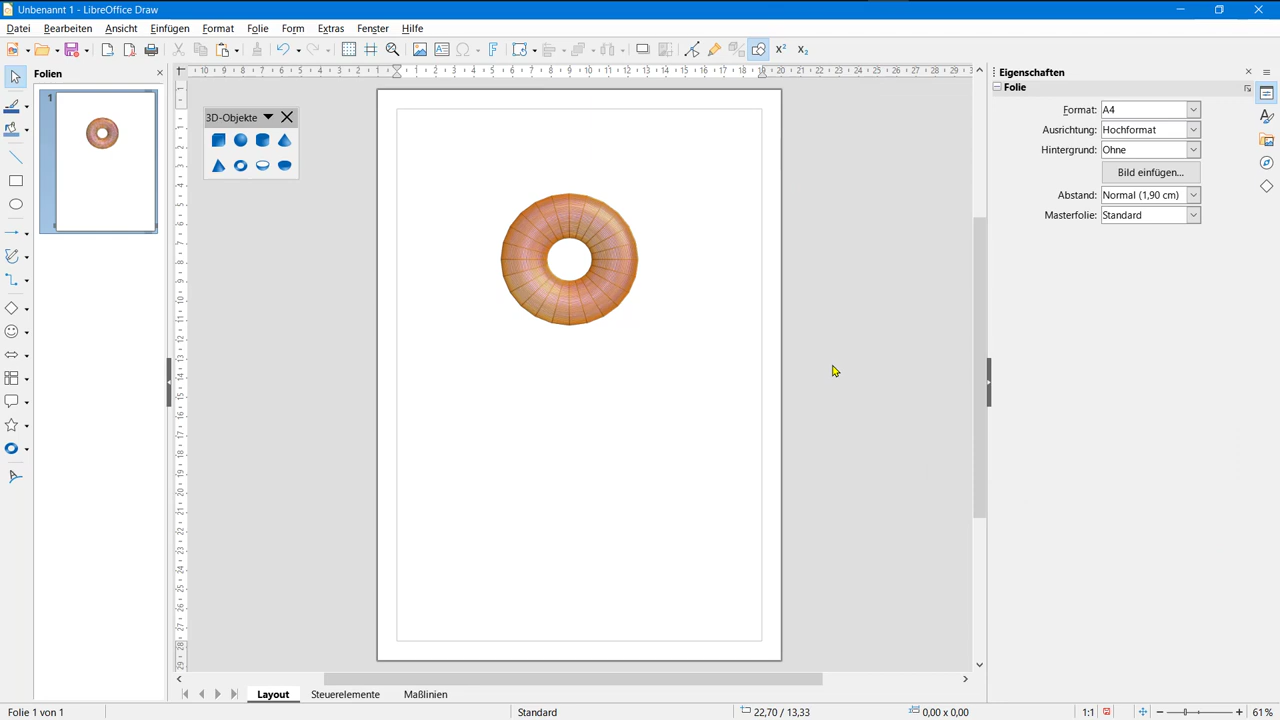 Unbenannt 1 - LibreOffice Draw
Datei Bearbeiten Ansicht Einfügen Format Folie Form Extras Fenster Hilfe
Folien
1
3D-Objekte
Eigenschaften
Folie
Format: A4
Ausrichtung: Hochformat
Hintergrund: Ohne
Bild einfügen...
Abstand: Normal (1,90 cm)
Masterfolie: Standard
Layout Steuerelemente Maßlinien
Folie 1 von 1 Standard 22,70 / 13,33 0,00 x 0,00 1:1 61%